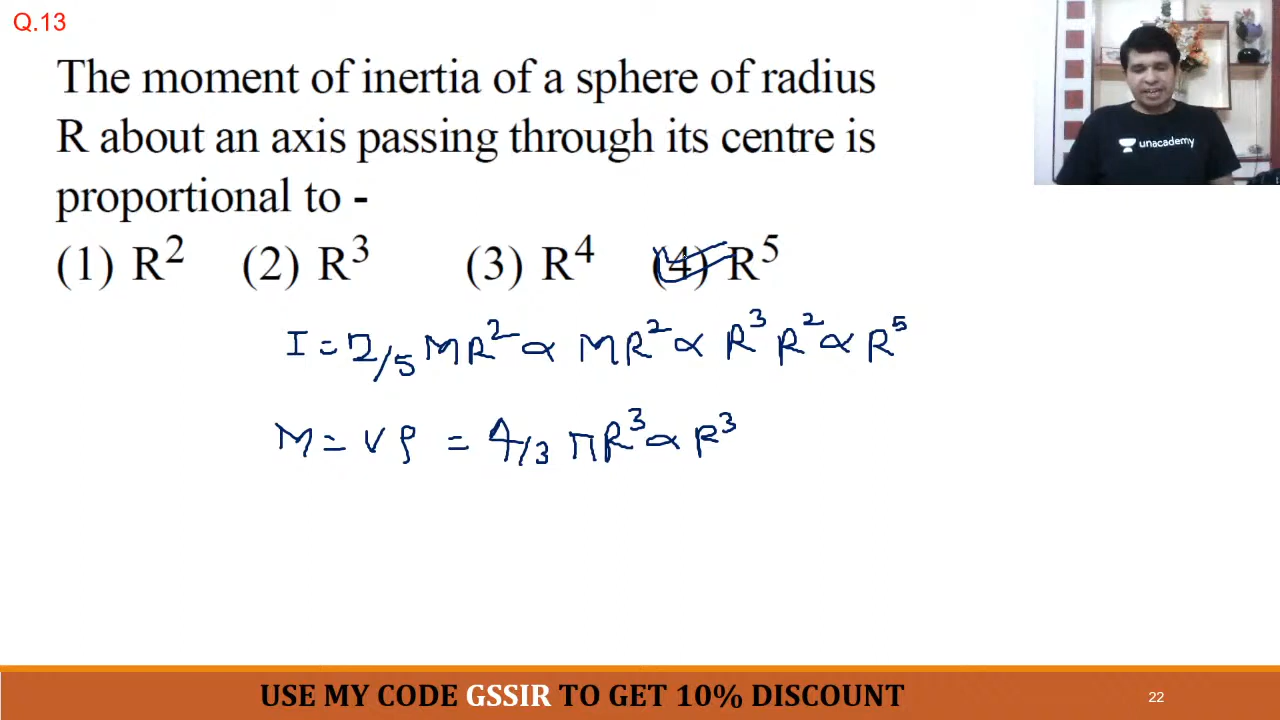 Q.13
The moment of inertia of a sphere of radius
R about an axis passing through its centre is
proportional to -
(1) R² (2) R³ (3) R⁴ (4) R⁵
I = 2/5 MR² ∝ MR² ∝ R³ R² ∝ R⁵
M = V ρ = 4/3 πR³ ∝ R³
unacademy
USE MY CODE GSSIR TO GET 10% DISCOUNT
22